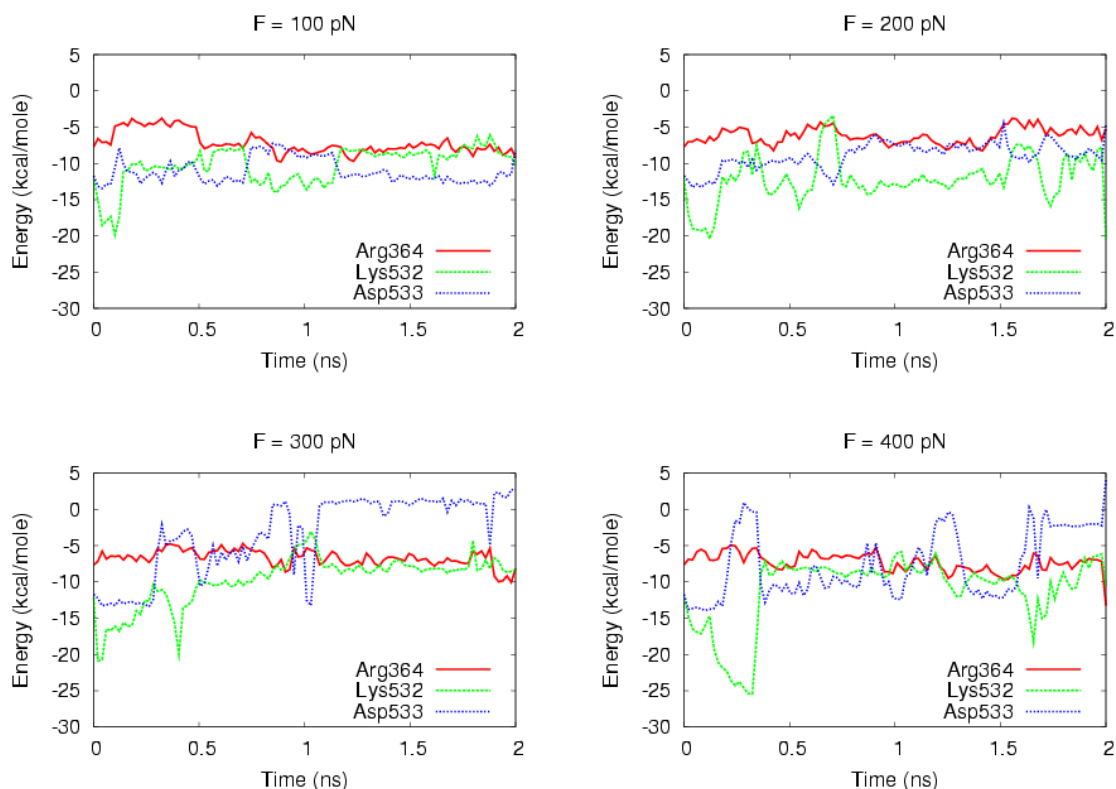 F = 100 pN
Energy (kcal/mole)
5
0
-5
-10
-15
-20
-25
-30
Arg364
Lys532
Asp533
0 0.5 1 1.5 2
Time (ns)
F = 200 pN
Energy (kcal/mole)
5
0
-5
-10
-15
-20
-25
-30
Arg364
Lys532
Asp533
0 0.5 1 1.5 2
Time (ns)
F = 300 pN
Energy (kcal/mole)
5
0
-5
-10
-15
-20
-25
-30
Arg364
Lys532
Asp533
0 0.5 1 1.5 2
Time (ns)
F = 400 pN
Energy (kcal/mole)
5
0
-5
-10
-15
-20
-25
-30
Arg364
Lys532
Asp533
0 0.5 1 1.5 2
Time (ns)